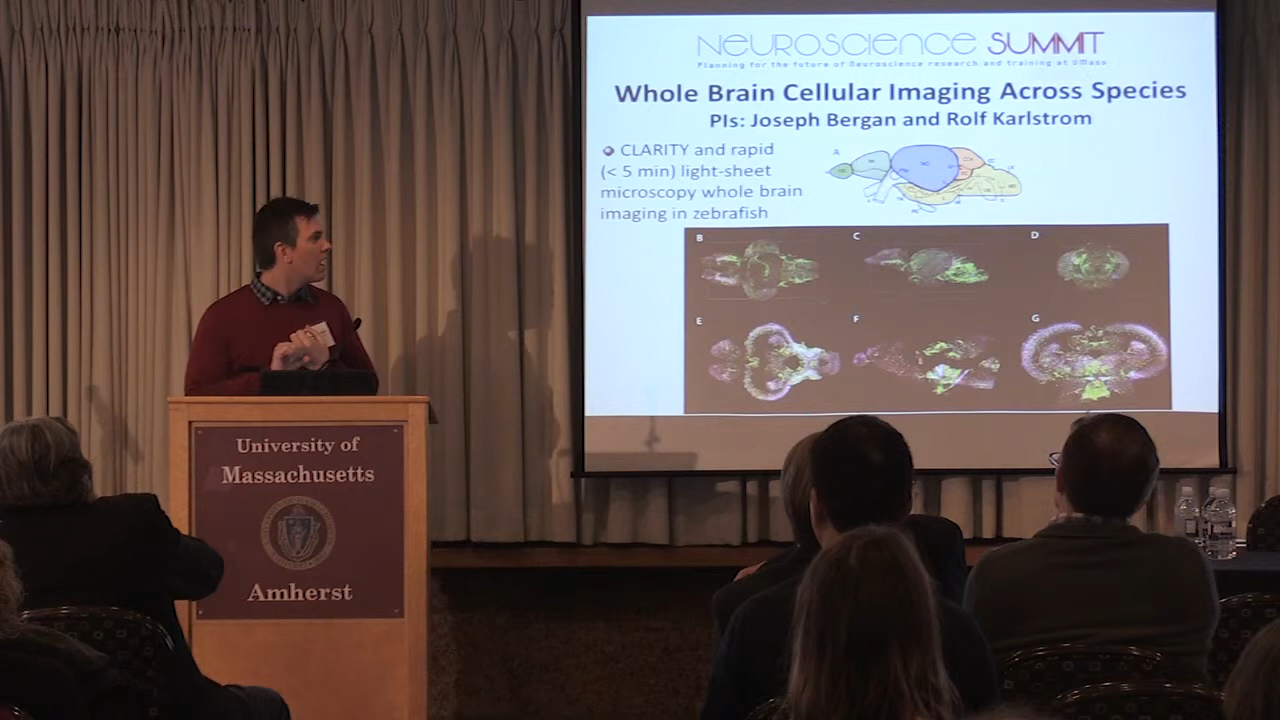 NEUROSCIENCE SUMMIT
Planning for the future of Neuroscience research and training at UMass
Whole Brain Cellular Imaging Across Species
PIs: Joseph Bergan and Rolf Karlstrom
CLARITY and rapid
(< 5 min) light-sheet
microscopy whole brain
imaging in zebrafish
A
B C D
E F G
University of
Massachusetts
Amherst